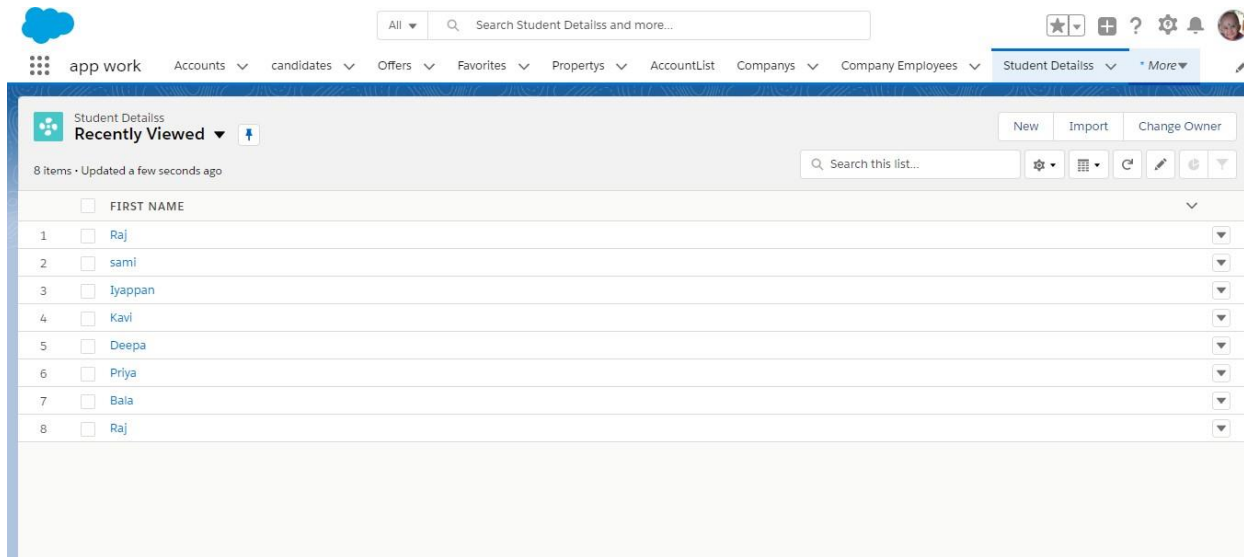 All Search Student Detailss and more...
app work Accounts candidates Offers Favorites Propertys AccountList Companys Company Employees Student Detailss * More
Student Detailss
Recently Viewed
New Import Change Owner
8 items • Updated a few seconds ago
Search this list...
FIRST NAME
1 Raj
2 sami
3 Iyappan
4 Kavi
5 Deepa
6 Priya
7 Bala
8 Raj